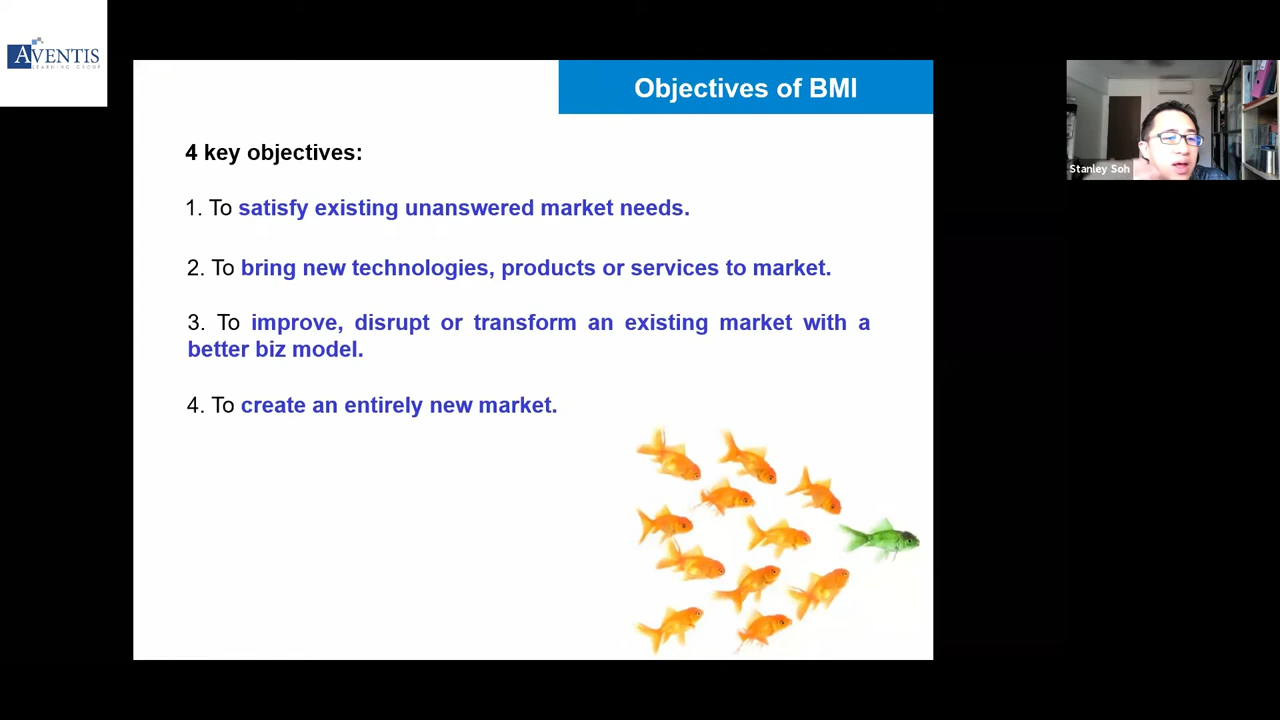 AVENTIS
LEARNING GROUP
Objectives of BMI
4 key objectives:
1. To satisfy existing unanswered market needs.
2. To bring new technologies, products or services to market.
3. To improve, disrupt or transform an existing market with a
better biz model.
4. To create an entirely new market.
Stanley Soh